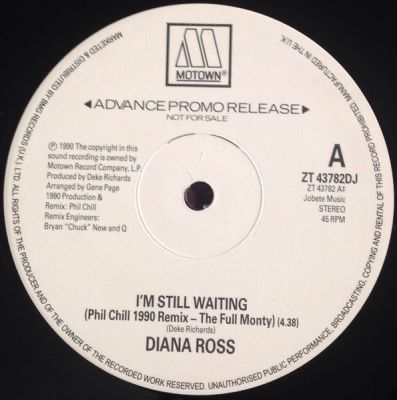 MOTOWN®
◄ADVANCE PROMO RELEASE►
NOT FOR SALE
Ⓟ 1990 The copyright in this
sound recording is owned by
Motown Record Company, L.P.
Produced by Deke Richards
Arranged by Gene Page
1990 Production &
Remix: Phil Chill
Remix Engineers:
Bryan "Chuck" New and Q
A
ZT 43782DJ
ZT 43782 A#
Jobete Music
STEREO
45 RPM
I'M STILL WAITING
(Phil Chill 1990 Remix – The Full Monty) (4.38)
(Deke Richards)
DIANA ROSS
MARKETED & DISTRIBUTED BY BMG RECORDS (U.K.) LTD. ALL RIGHTS OF THE PRODUCER AND OF THE OWNER OF THE RECORDED WORK RESERVED. UNAUTHORISED PUBLIC PERFORMANCE, BROADCASTING, COPYING AND RENTAL OF THIS RECORD PROHIBITED. MANUFACTURED IN THE U.K.